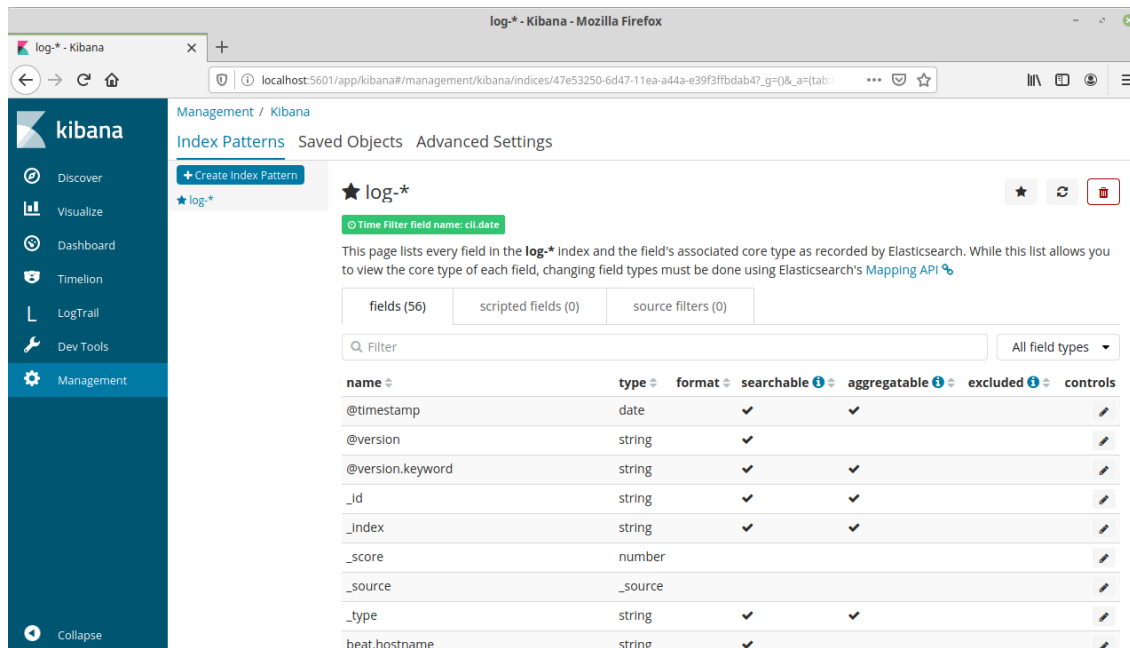 log-* - Kibana - Mozilla Firefox
log-* - Kibana
localhost:5601/app/kibana#/management/kibana/indices/47e53250-6d47-11ea-a44a-e39f3ffbdab4?_g=()&_a=(tab:
kibana
Discover
Visualize
Dashboard
Timelion
L LogTrail
Dev Tools
Management
Collapse
Management / Kibana
Index Patterns Saved Objects Advanced Settings
+ Create Index Pattern
★ log-*
★ log-*
Time Filter field name: cii.date
This page lists every field in the log-* index and the field's associated core type as recorded by Elasticsearch. While this list allows you
to view the core type of each field, changing field types must be done using Elasticsearch's Mapping API
fields (56) scripted fields (0) source filters (0)
Filter All field types
name type format searchable aggregatable excluded controls
@timestamp date
@version string
@version.keyword string
_id string
_index string
_score number
_source _source
_type string
beat.hostname string